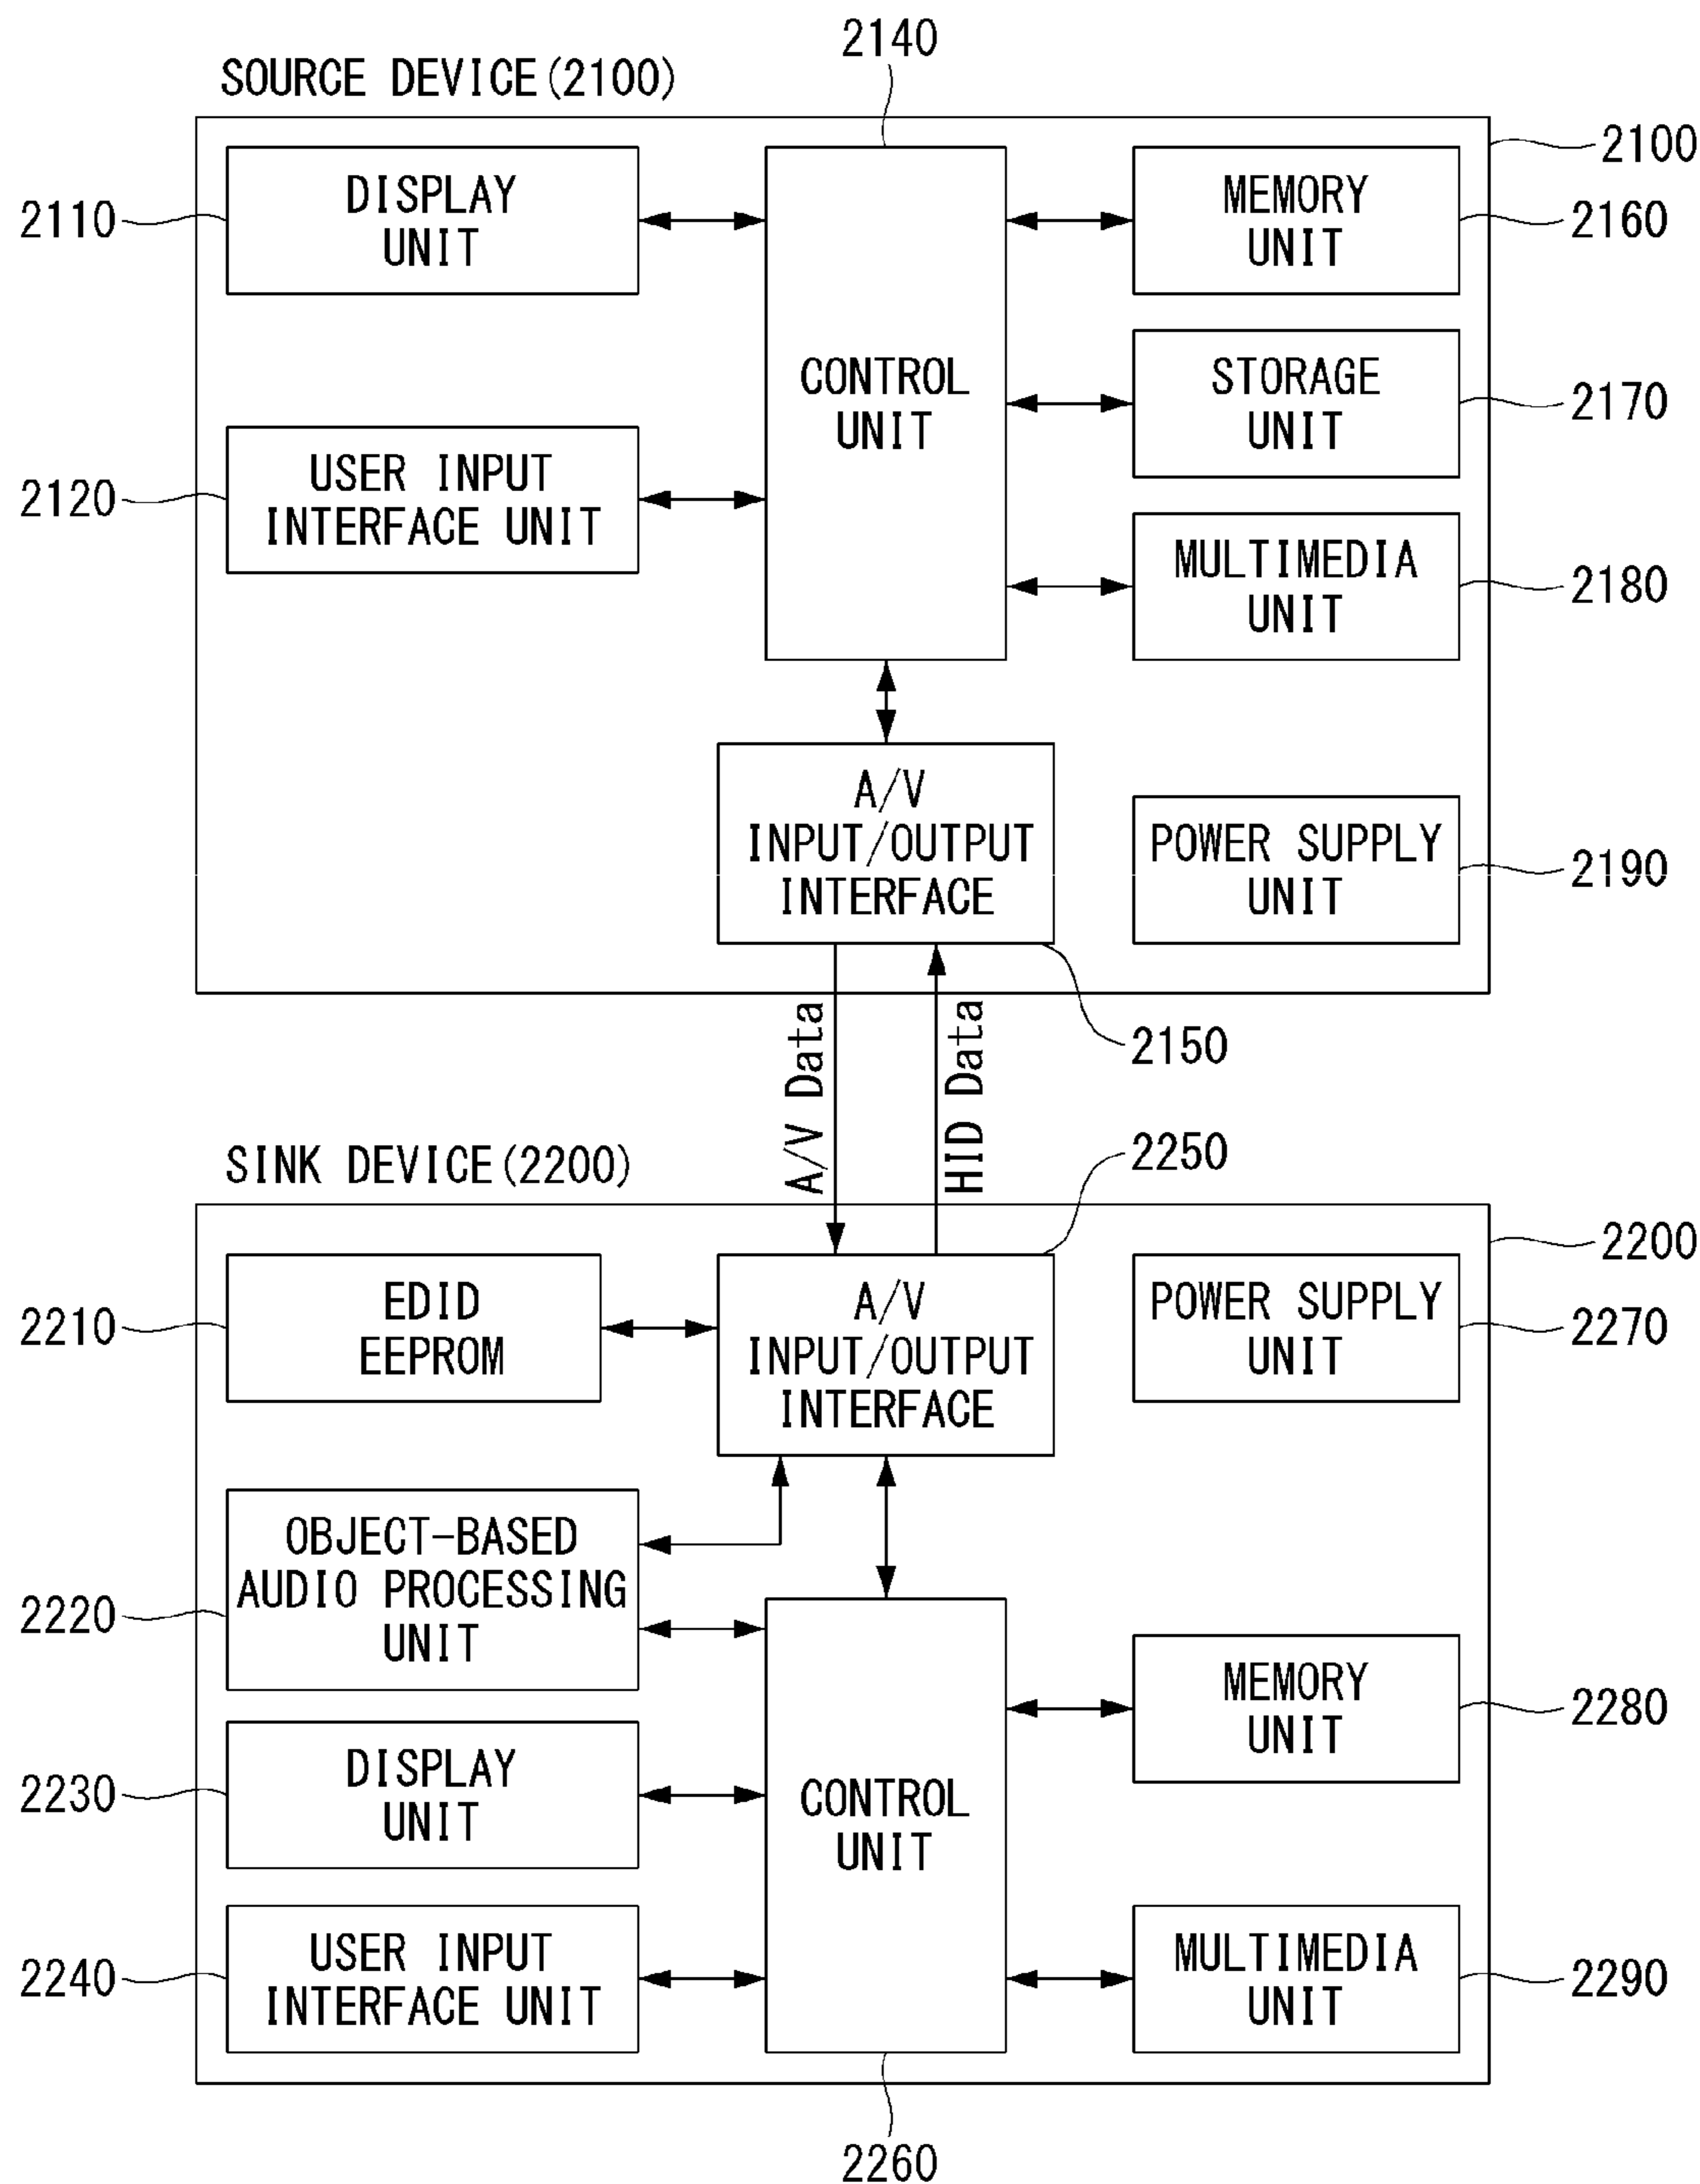 2140
SOURCE DEVICE(2100)
2100
DISPLAY
UNIT
2110
MEMORY
UNIT
2160
CONTROL
UNIT
STORAGE
UNIT
2170
USER INPUT
INTERFACE UNIT
2120
MULTIMEDIA
UNIT
2180
A/V
INPUT/OUTPUT
INTERFACE
POWER SUPPLY
UNIT
2190
2150
A/V Data
HID Data
SINK DEVICE(2200)
2250
2200
EDID
EEPROM
2210
A/V
INPUT/OUTPUT
INTERFACE
POWER SUPPLY
UNIT
2270
OBJECT-BASED
AUDIO PROCESSING
UNIT
2220
MEMORY
UNIT
2280
DISPLAY
UNIT
2230
CONTROL
UNIT
USER INPUT
INTERFACE UNIT
2240
MULTIMEDIA
UNIT
2290
2260